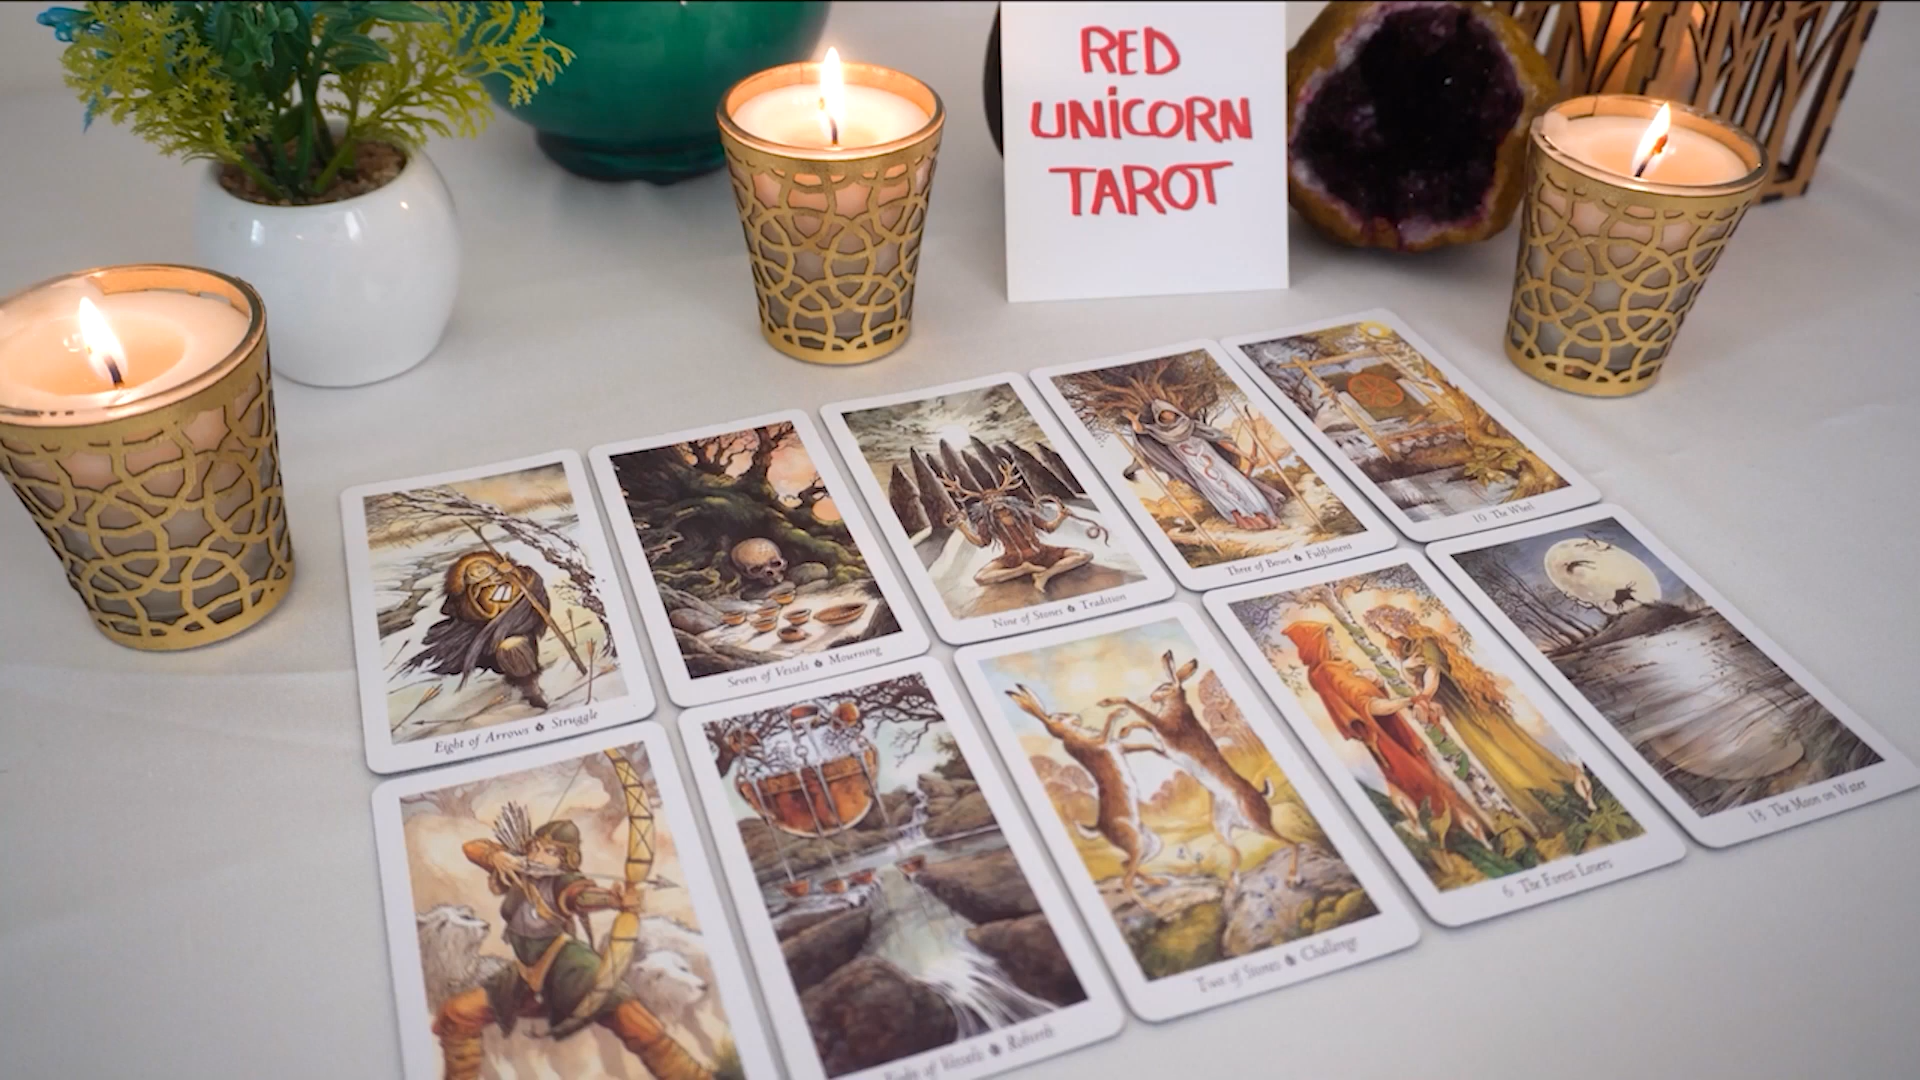 RED
UNICORN
TAROT
10 The Wheel
Three of Bows Fulfilment
Nine of Stones Tradition
Seven of Vessels Mourning
Eight of Arrows Struggle
18 The Moon on Water
6 The Forest Lovers
Two of Stones Challenge
Eight of Vessels Rebirth